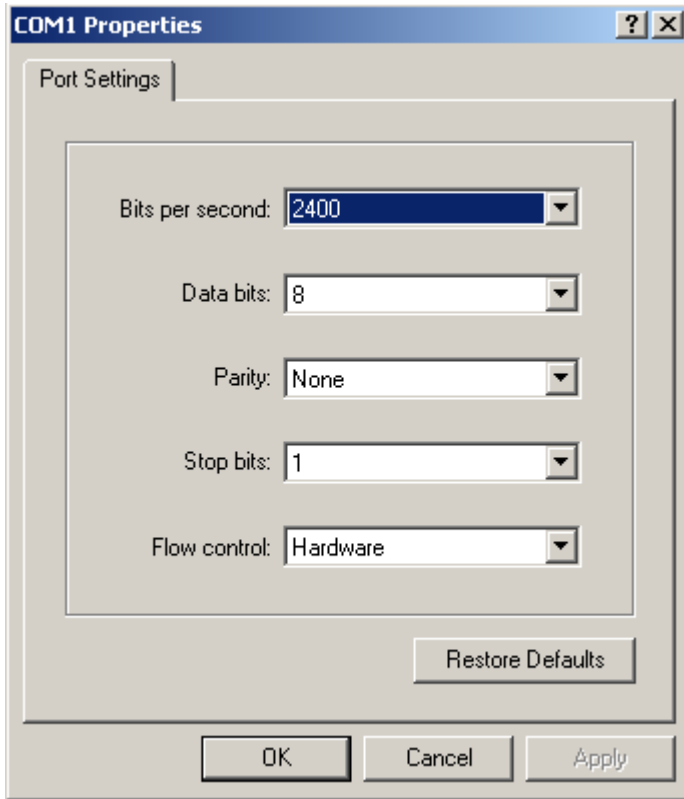 COM1 Properties
Port Settings
Bits per second: 2400
Data bits: 8
Parity: None
Stop bits: 1
Flow control: Hardware
Restore Defaults
OK Cancel Apply